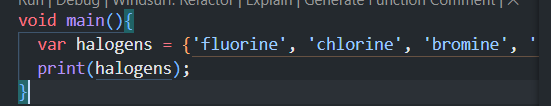 Run | Debug | Windsurf: Refactor | Explain | Generate Function Comment | ✕
void main(){
var halogens = {'fluorine', 'chlorine', 'bromine', '
print(halogens);
}